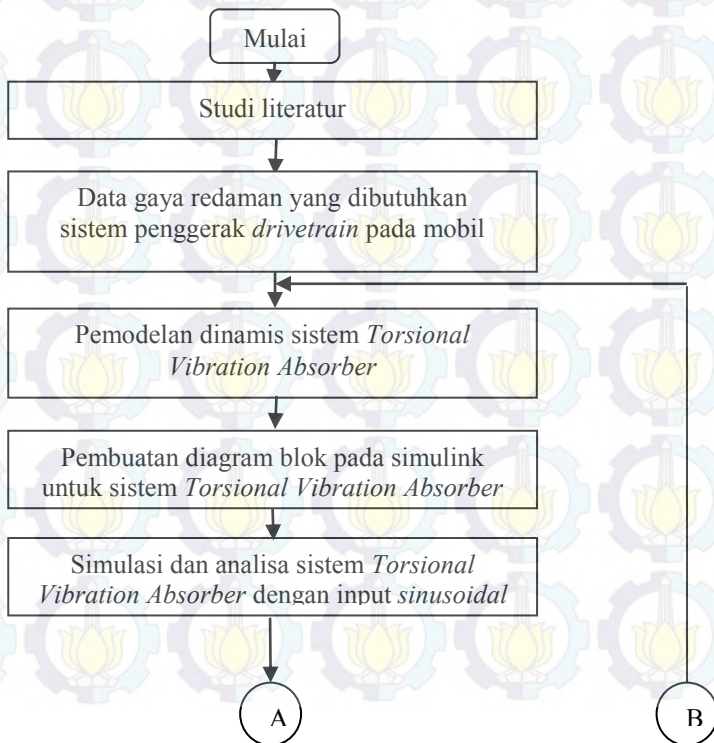 Mulai
Studi literatur
Data gaya redaman yang dibutuhkan
sistem penggerak drivetrain pada mobil
Pemodelan dinamis sistem Torsional
Vibration Absorber
Pembuatan diagram blok pada simulink
untuk sistem Torsional Vibration Absorber
Simulasi dan analisa sistem Torsional
Vibration Absorber dengan input sinusoidal
A
B